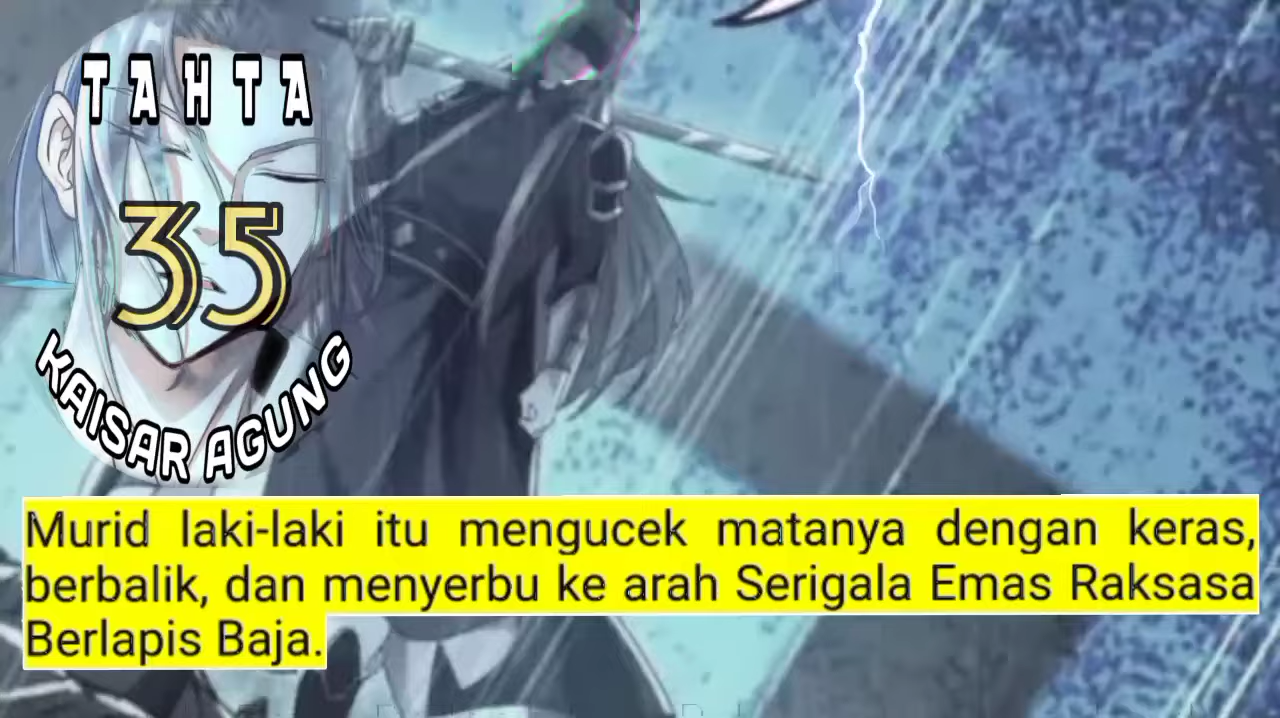 TAHTA
35
KAISAR AGUNG
Murid laki-laki itu mengucek matanya dengan keras,
berbalik, dan menyerbu ke arah Serigala Emas Raksasa
Berlapis Baja.